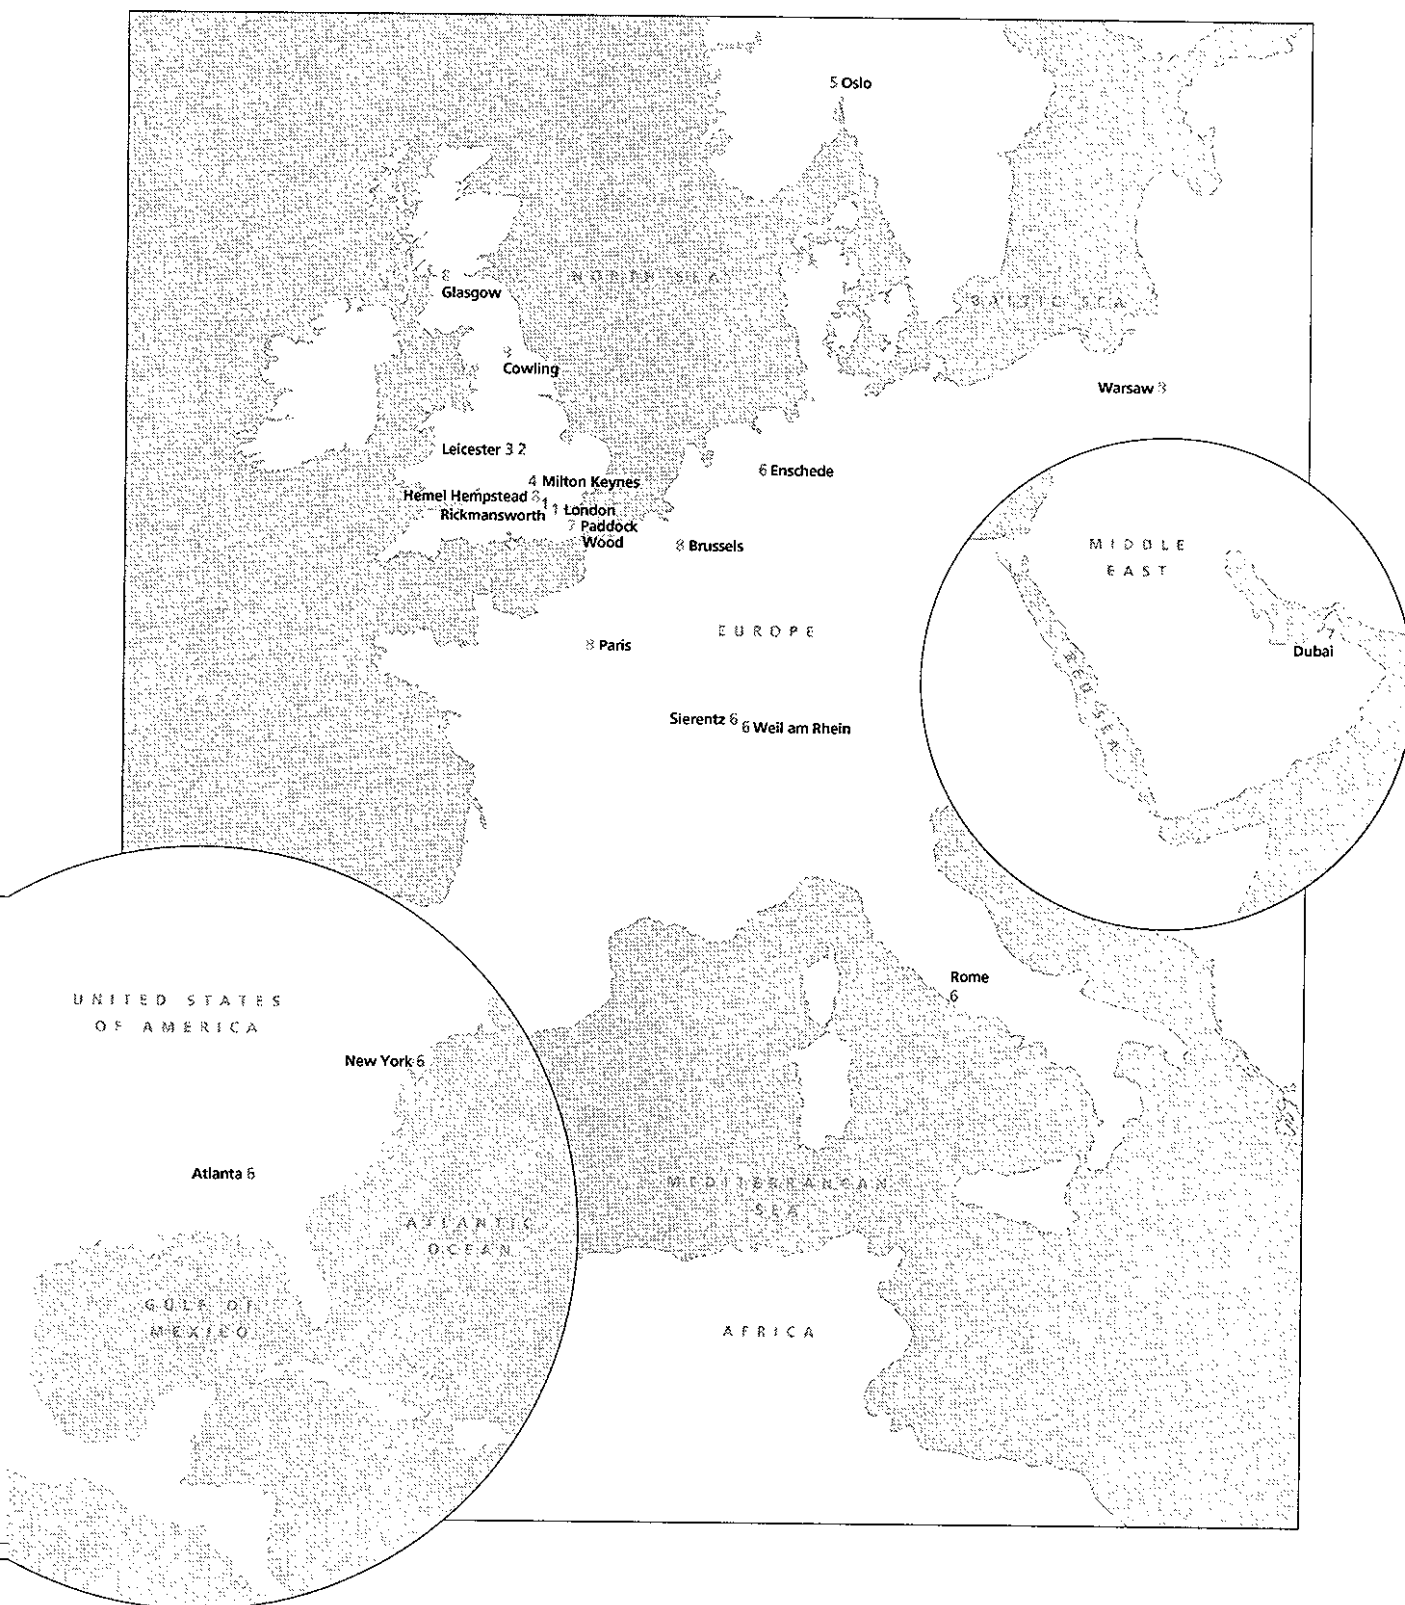 5 Oslo
NORTH SEA
Glasgow
BALTIC SEA
Cowling
Warsaw 3
Leicester 3 2
6 Enschede
4 Milton Keynes
Hemel Hempstead 8
1 1 London
Rickmansworth
7 Paddock
Wood
8 Brussels
MIDDLE
EAST
EUROPE
8 Paris
7
Dubai
RED SEA
Sierentz 6
6 Weil am Rhein
Rome
6
UNITED STATES
OF AMERICA
New York 6
Atlanta 6
MEDITERRANEAN
SEA
ATLANTIC
OCEAN
GULF OF
MEXICO
AFRICA